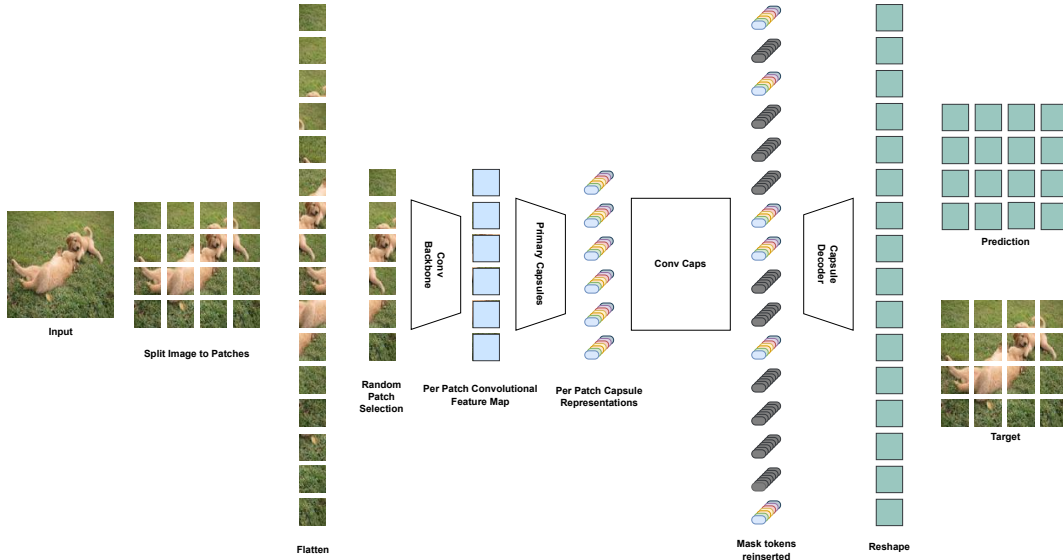 Input
Split Image to Patches
Flatten
Random
Patch
Selection
Conv
Backbone
Per Patch Convolutional
Feature Map
Primary Capsules
Per Patch Capsule
Representations
Conv Caps
Mask tokens
reinserted
Capsule
Decoder
Reshape
Prediction
Target